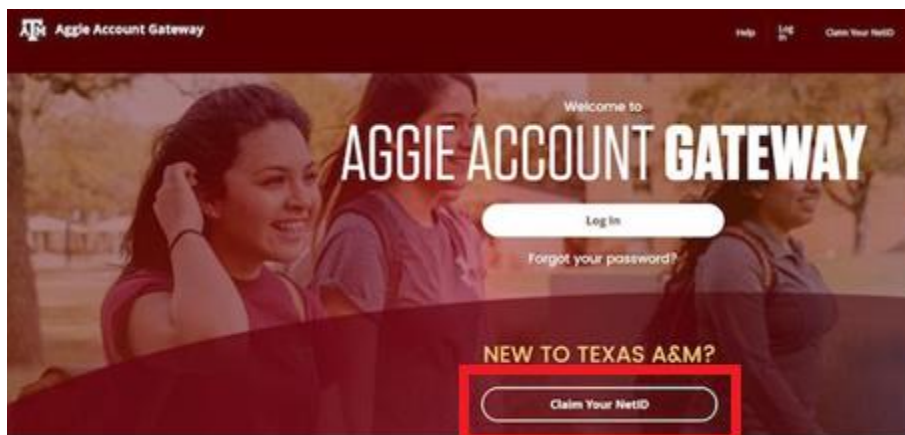 ATM Aggie Account Gateway
Help Log In Claim Your NetID
Welcome to
AGGIE ACCOUNT GATEWAY
Log In
Forgot your password?
NEW TO TEXAS A&M?
Claim Your NetID